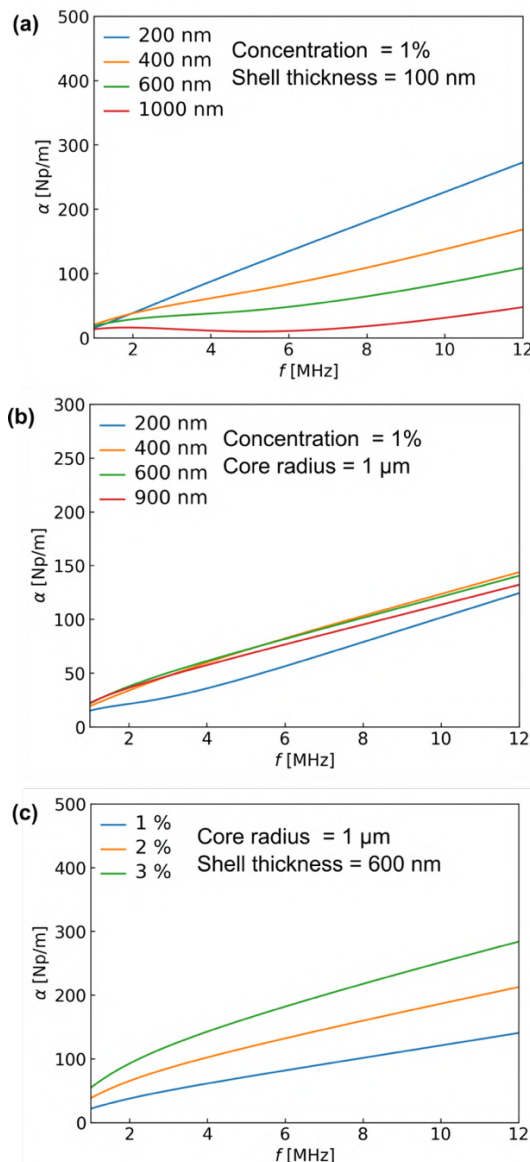 (a)
500
400
300
200
100
0
α [Np/m]
200 nm
400 nm
600 nm
1000 nm
Concentration = 1%
Shell thickness = 100 nm
2 4 6 8 10 12
f [MHz]
(b)
300
250
200
150
100
50
0
α [Np/m]
200 nm
400 nm
600 nm
900 nm
Concentration = 1%
Core radius = 1 μm
2 4 6 8 10 12
f [MHz]
(c)
500
400
300
200
100
0
α [Np/m]
1 %
2 %
3 %
Core radius = 1 μm
Shell thickness = 600 nm
2 4 6 8 10 12
f [MHz]